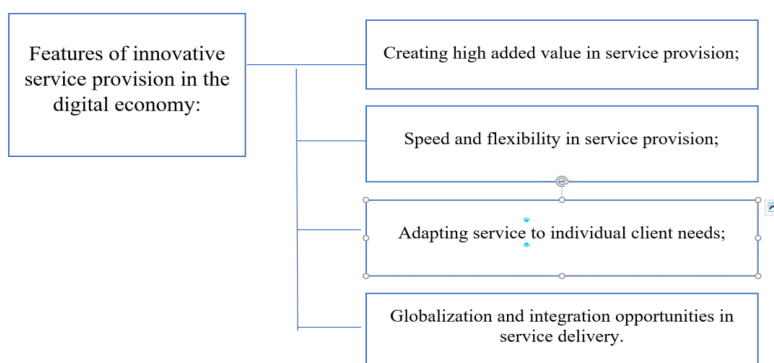 Features of innovative
service provision in the
digital economy:
Creating high added value in service provision;
Speed and flexibility in service provision;
Adapting service to individual client needs;
Globalization and integration opportunities in
service delivery.